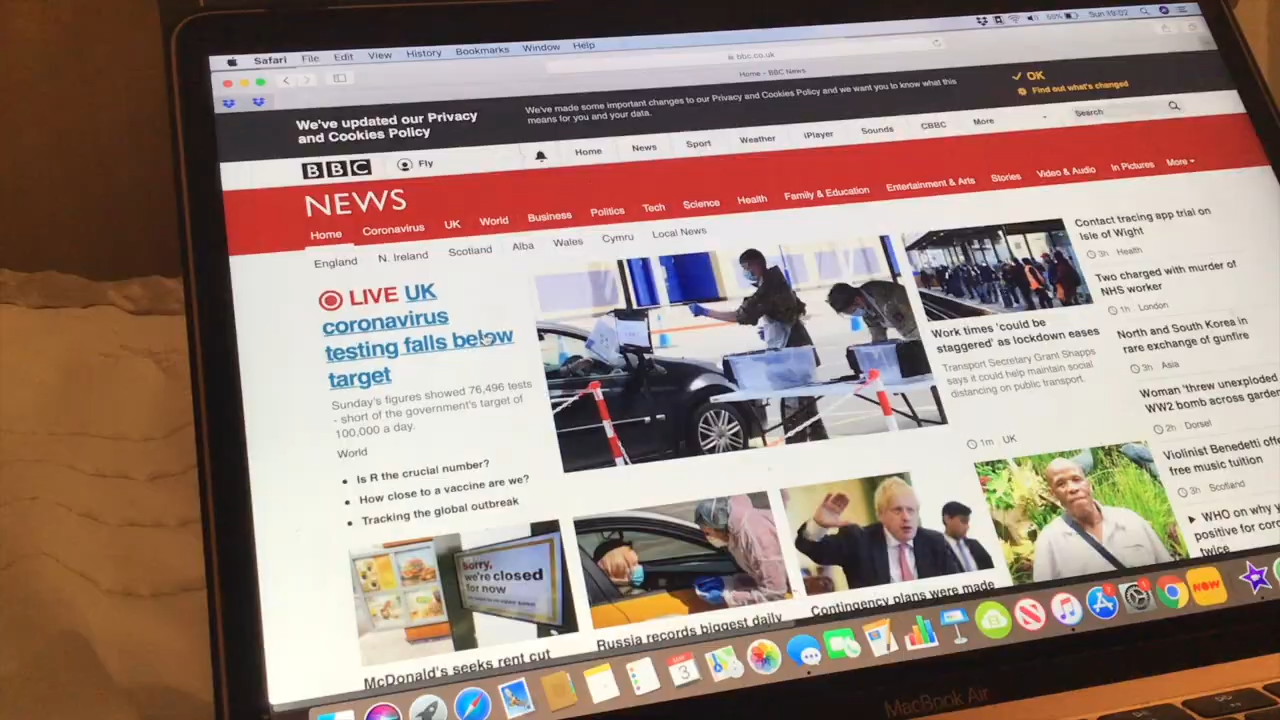 Safari File Edit View History Bookmarks Window Help
Sun 19:02
bbc.co.uk
Home - BBC News
We've updated our Privacy
and Cookies Policy
We've made some important changes to our Privacy and Cookies Policy and we want you to know what this
means for you and your data.
OK
Find out what's changed
BBC Fly Home News Sport Weather iPlayer Sounds CBBC More Search
NEWS
Home Coronavirus UK World Business Politics Tech Science Health Family & Education Entertainment & Arts Stories Video & Audio In Pictures More
England N. Ireland Scotland Alba Wales Cymru Local News
LIVE UK
coronavirus
testing falls below
target
Sunday's figures showed 76,496 tests
- short of the government's target of
100,000 a day.
World
Is R the crucial number?
How close to a vaccine are we?
Tracking the global outbreak
Work times 'could be
staggered' as lockdown eases
Transport Secretary Grant Shapps
says it could help maintain social
distancing on public transport.
1m UK
Contact tracing app trial on
Isle of Wight
3h Health
Two charged with murder of
NHS worker
1h London
North and South Korea in
rare exchange of gunfire
3h Asia
Woman 'threw unexploded
WW2 bomb across garden
2h Dorset
Violinist Benedetti offe
free music tuition
3h Scotland
WHO on why y
positive for cor
twice
sorry,
we're closed
for now
McDonald's seeks rent cut
Russia records biggest daily
Contingency plans were made
3
NOW
MacBook Air